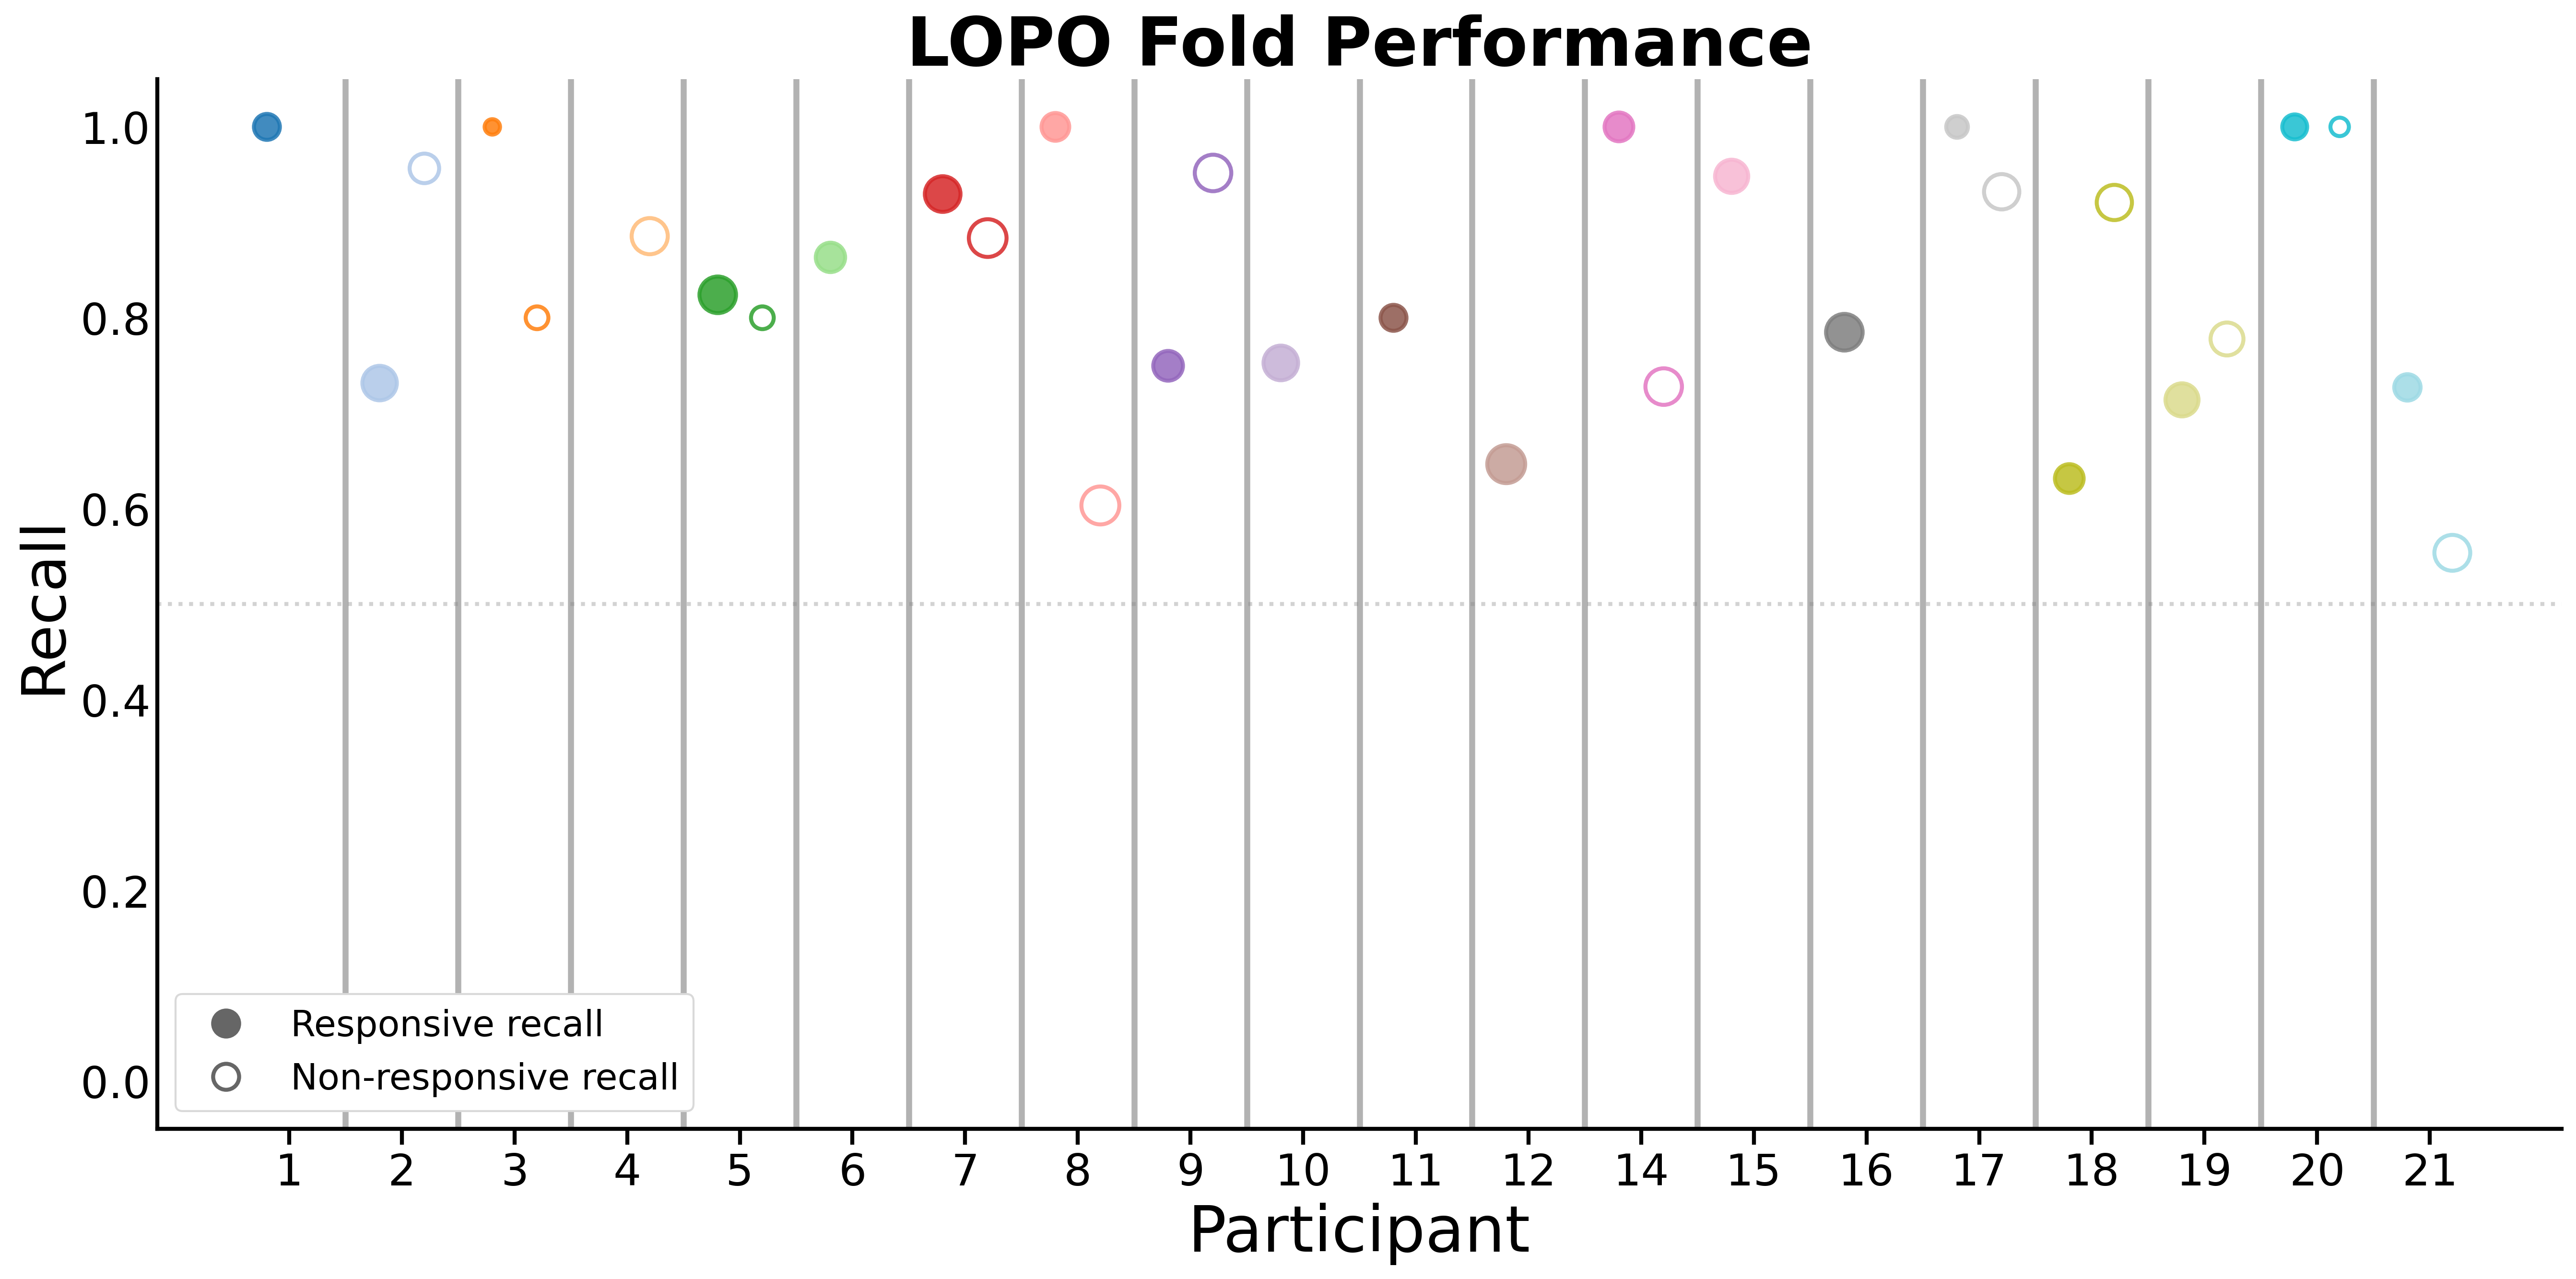 LOPO Fold Performance
1.0
0.8
0.6
0.4
0.2
0.0
Recall
Responsive recall
Non-responsive recall
1 2 3 4 5 6 7 8 9 10 11 12 14 15 16 17 18 19 20 21
Participant